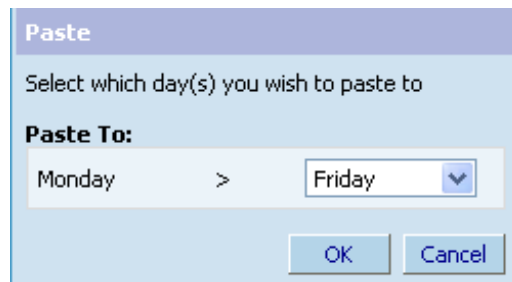 Paste
Select which day(s) you wish to paste to
Paste To:
Monday > Friday
OK Cancel